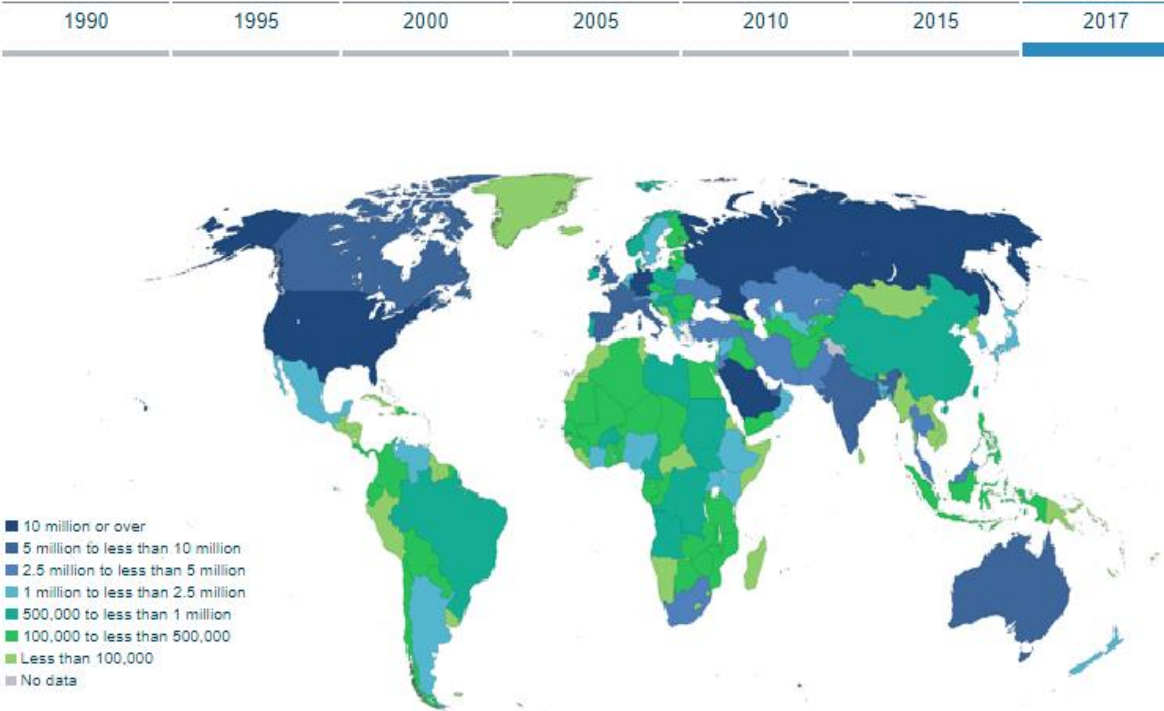 1990 1995 2000 2005 2010 2015 2017
10 million or over
5 million to less than 10 million
2.5 million to less than 5 million
1 million to less than 2.5 million
500,000 to less than 1 million
100,000 to less than 500,000
Less than 100,000
No data